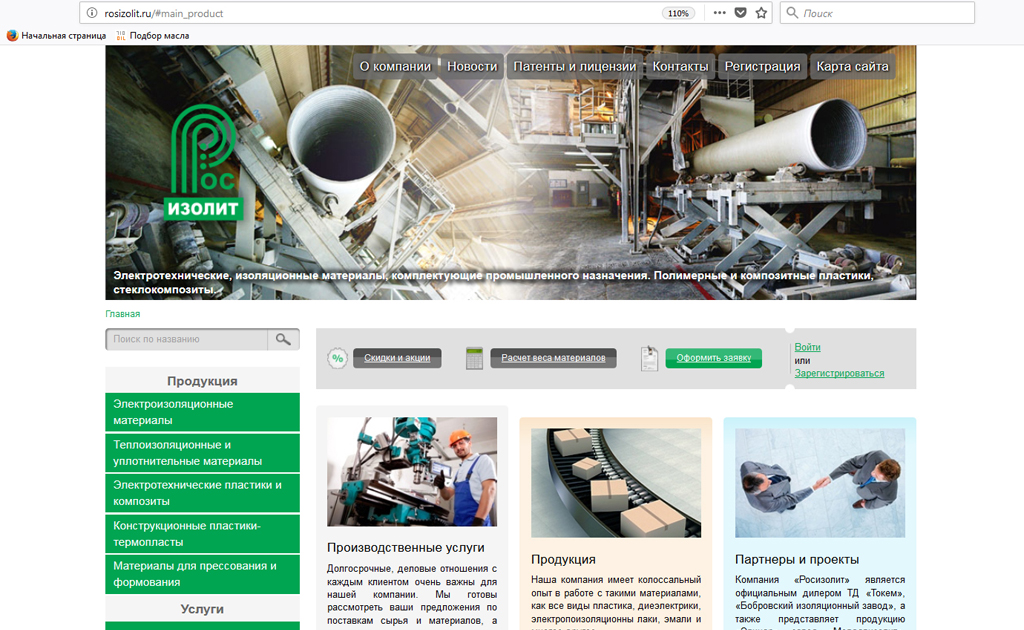 rosizolit.ru/#main_product
110%
Поиск
Начальная страница
Подбор масла
О компании
Новости
Патенты и лицензии
Контакты
Регистрация
Карта сайта
РОС
ИЗОЛИТ
Электротехнические, изоляционные материалы, комплектующие промышленного назначения. Полимерные и композитные пластики,
стеклокомпозиты.
Главная
Поиск по названию
%
Скидки и акции
Расчет веса материалов
Оформить заявку
Войти
или
Зарегистрироваться
Продукция
Электроизоляционные
материалы
Теплоизоляционные и
уплотнительные материалы
Электротехнические пластики и
композиты
Конструкционные пластики-
термопласты
Материалы для прессования и
формования
Услуги
Производственные услуги
Долгосрочные, деловые отношения с
каждым клиентом очень важны для
нашей компании. Мы готовы
рассмотреть ваши предложения по
поставкам сырья и материалов, а
Продукция
Наша компания имеет колоссальный
опыт в работе с такими материалами,
как все виды пластика, диеэлектрики,
электропоизоляционны лаки, эмали и
Партнеры и проекты
Компания «Росизолит» является
официальным дилером ТД «Токем»,
«Бобровский изоляционный завод», а
также представляет продукцию